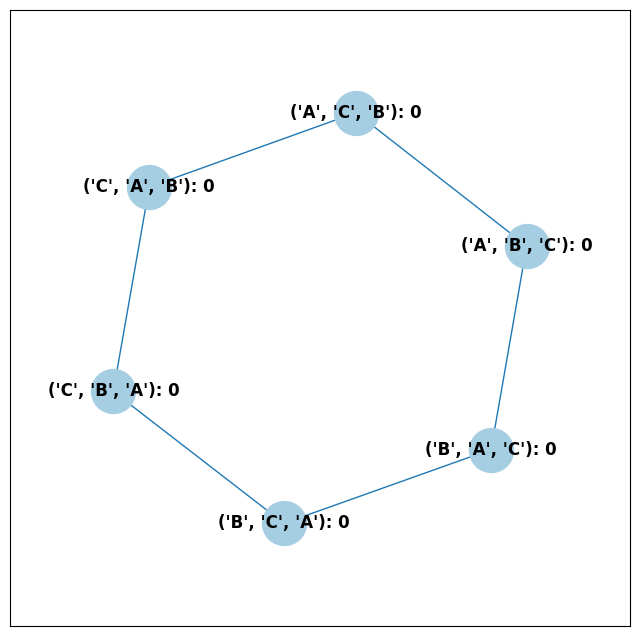 ('A', 'C', 'B'): 0
('C', 'A', 'B'): 0
('A', 'B', 'C'): 0
('C', 'B', 'A'): 0
('B', 'A', 'C'): 0
('B', 'C', 'A'): 0